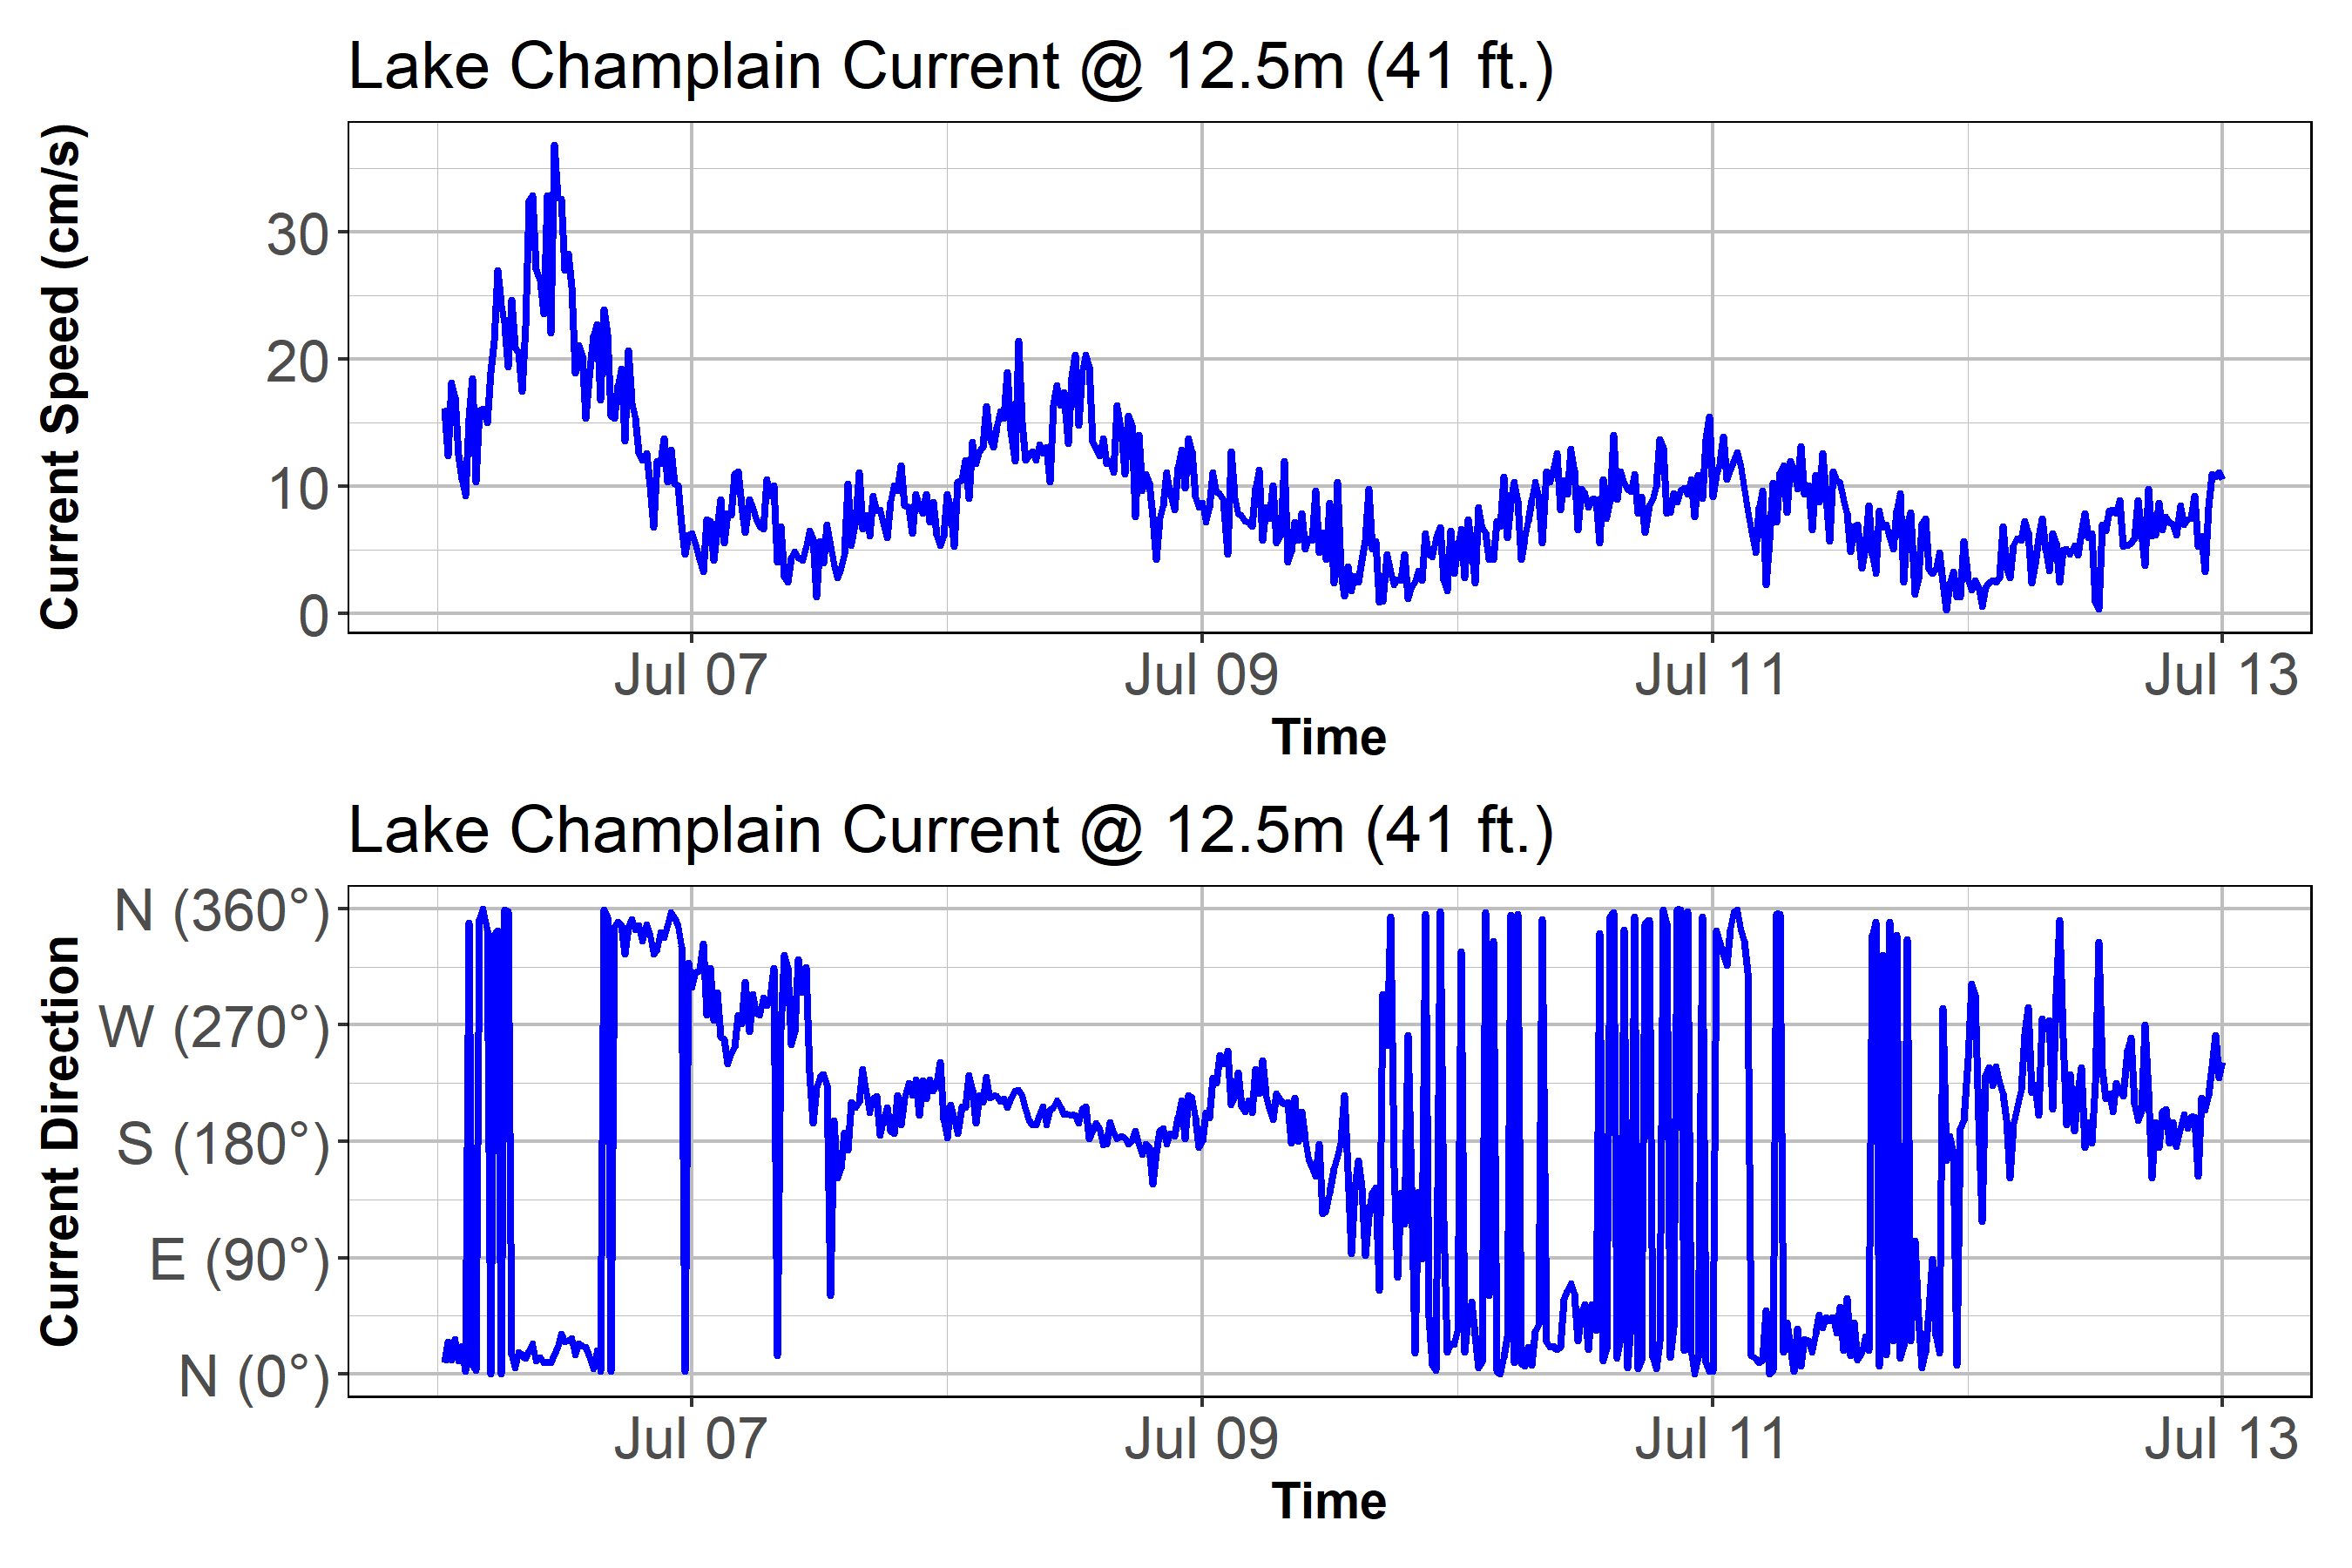 Lake Champlain Current @ 12.5m (41 ft.)
Current Speed (cm/s)
30
20
10
0
Jul 07 Jul 09 Jul 11 Jul 13
Time
Lake Champlain Current @ 12.5m (41 ft.)
Current Direction
N (360°)
W (270°)
S (180°)
E (90°)
N (0°)
Jul 07 Jul 09 Jul 11 Jul 13
Time